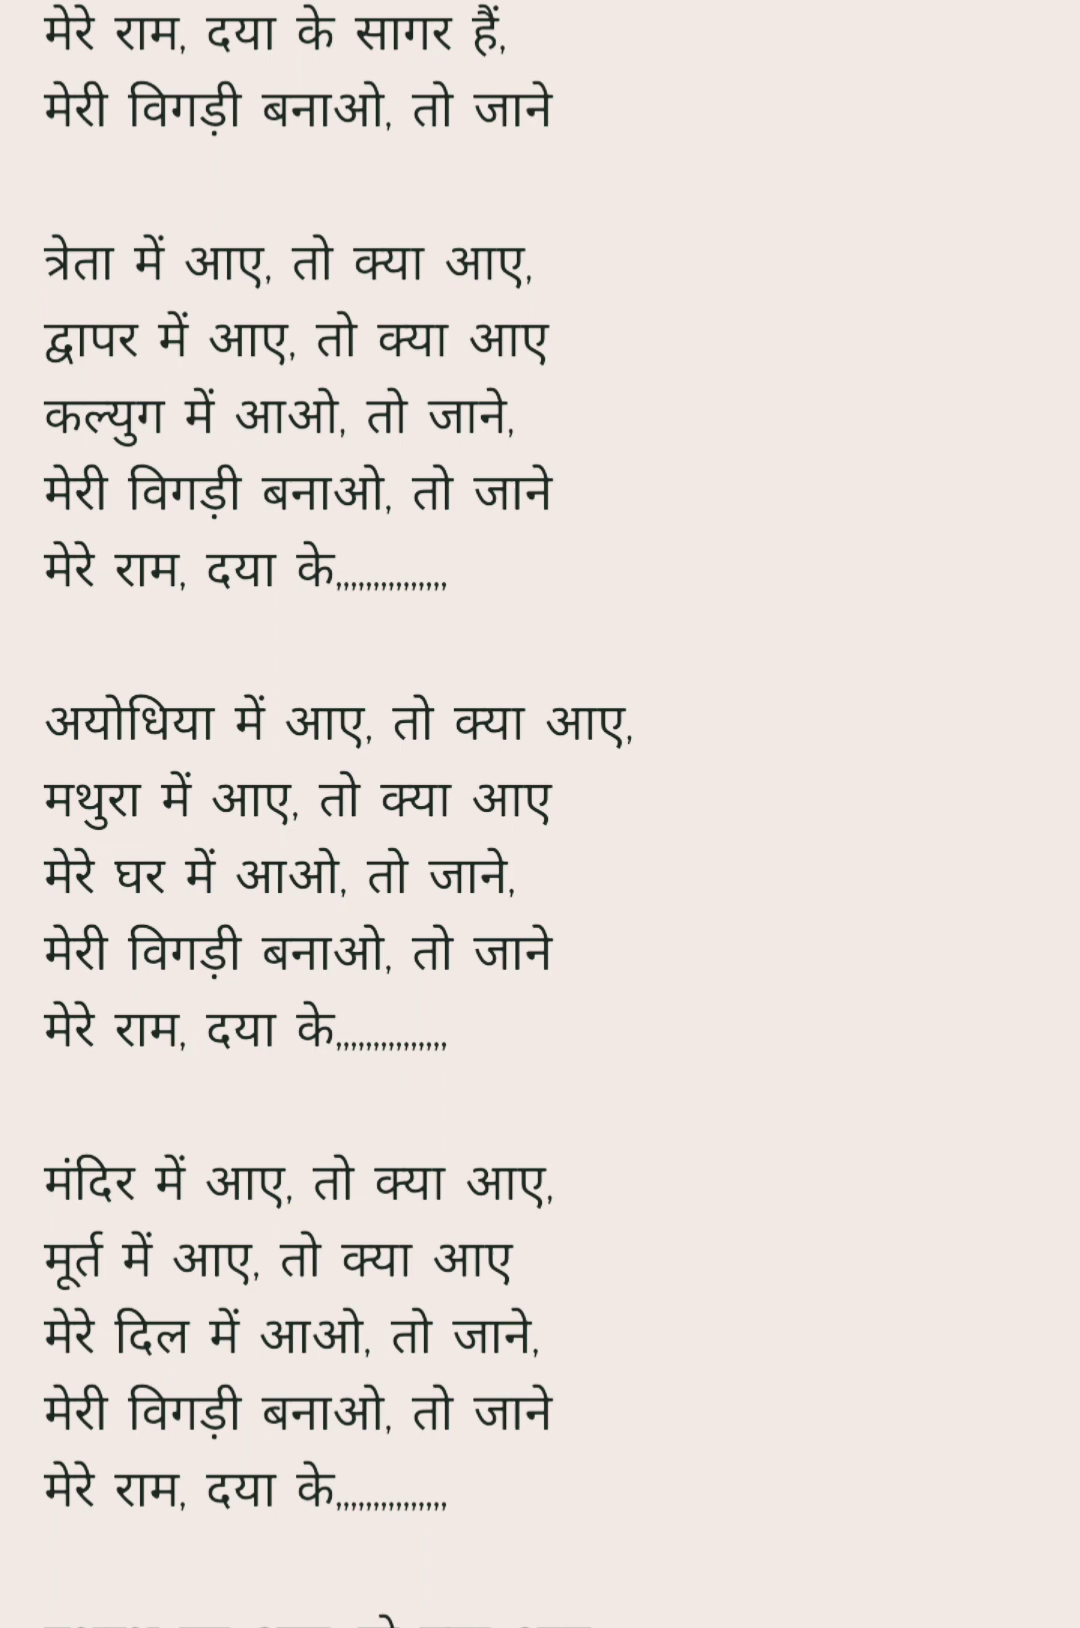 मेरे राम, दया के सागर हैं,
मेरी विगड़ी बनाओ, तो जाने
त्रेता में आए, तो क्या आए,
द्वापर में आए, तो क्या आए
कल्युग में आओ, तो जाने,
मेरी विगड़ी बनाओ, तो जाने
मेरे राम, दया के,,,,,,,,,,,,,,,
अयोधिया में आए, तो क्या आए,
मथुरा में आए, तो क्या आए
मेरे घर में आओ, तो जाने,
मेरी विगड़ी बनाओ, तो जाने
मेरे राम, दया के,,,,,,,,,,,,,,,
मंदिर में आए, तो क्या आए,
मूर्त में आए, तो क्या आए
मेरे दिल में आओ, तो जाने,
मेरी विगड़ी बनाओ, तो जाने
मेरे राम, दया के,,,,,,,,,,,,,,,